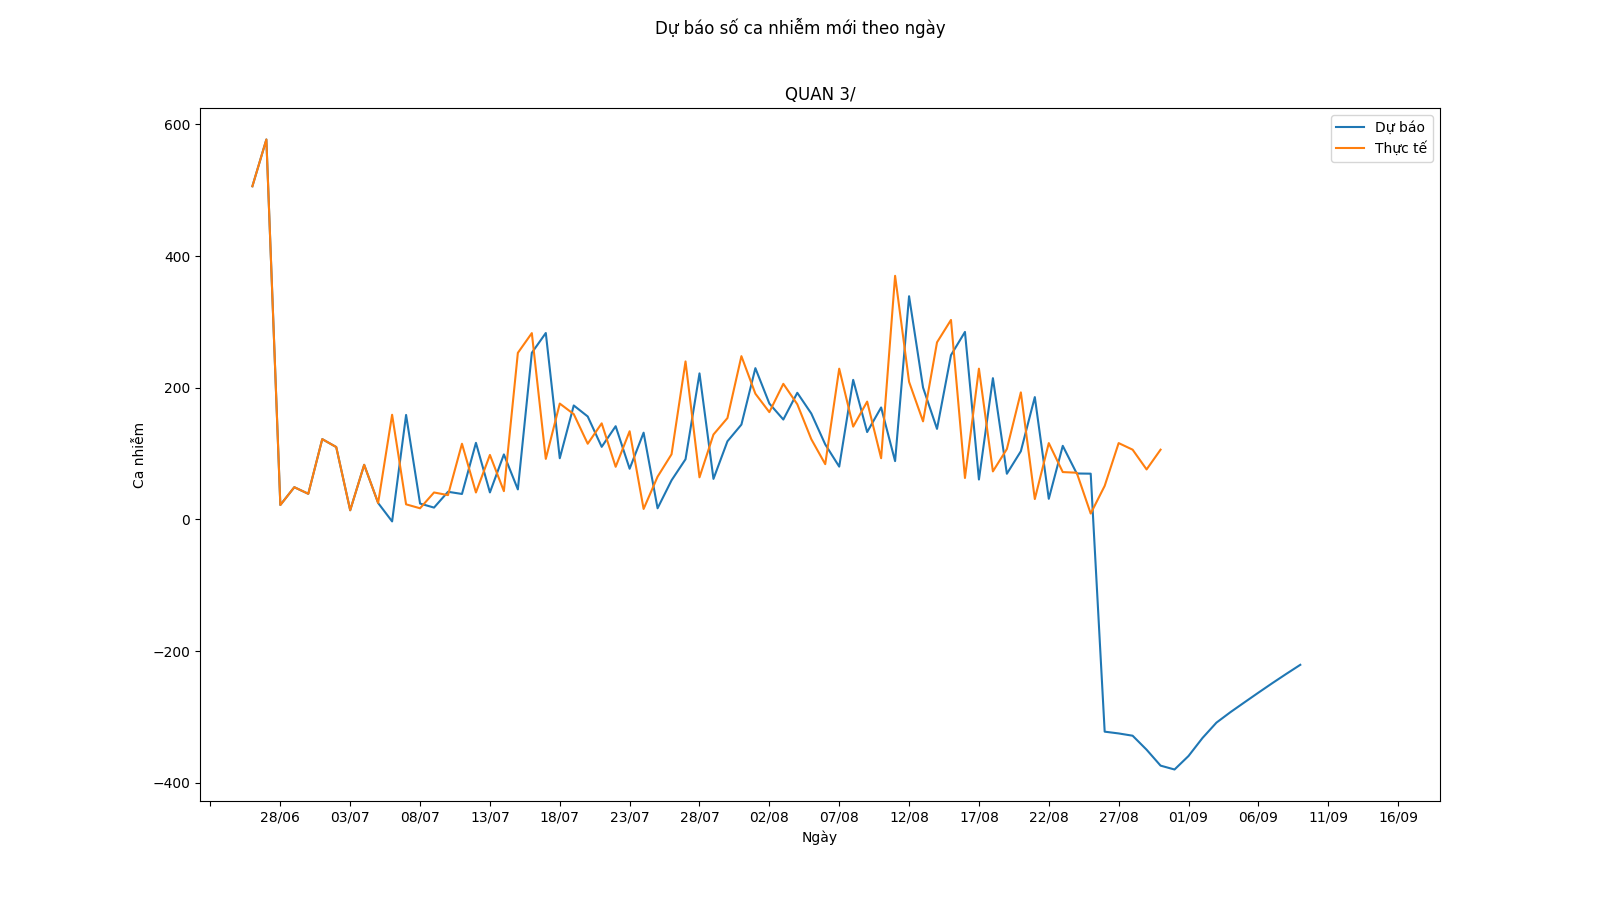 Dự báo số ca nhiễm mới theo ngày
QUAN 3/
Dự báo
Thực tế
600
400
200
0
−200
−400
Ca nhiễm
28/06 03/07 08/07 13/07 18/07 23/07 28/07 02/08 07/08 12/08 17/08 22/08 27/08 01/09 06/09 11/09 16/09
Ngày